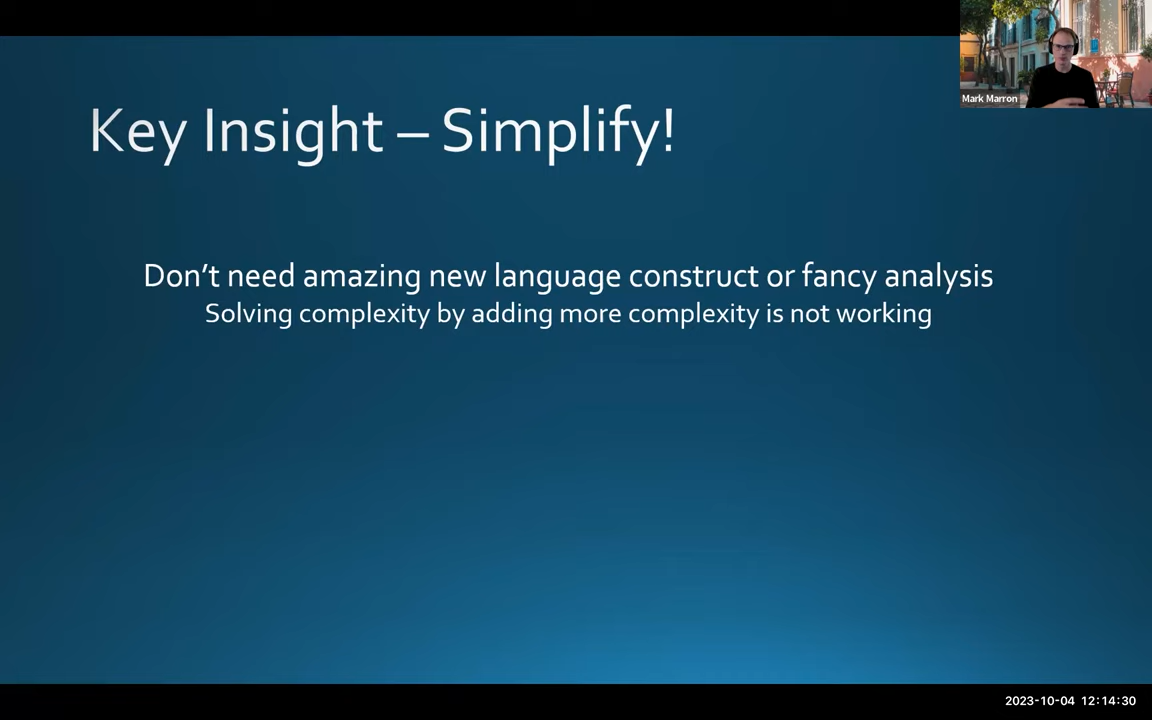 Mark Marron
Key Insight – Simplify!
Don't need amazing new language construct or fancy analysis
Solving complexity by adding more complexity is not working
2023-10-04 12:14:30